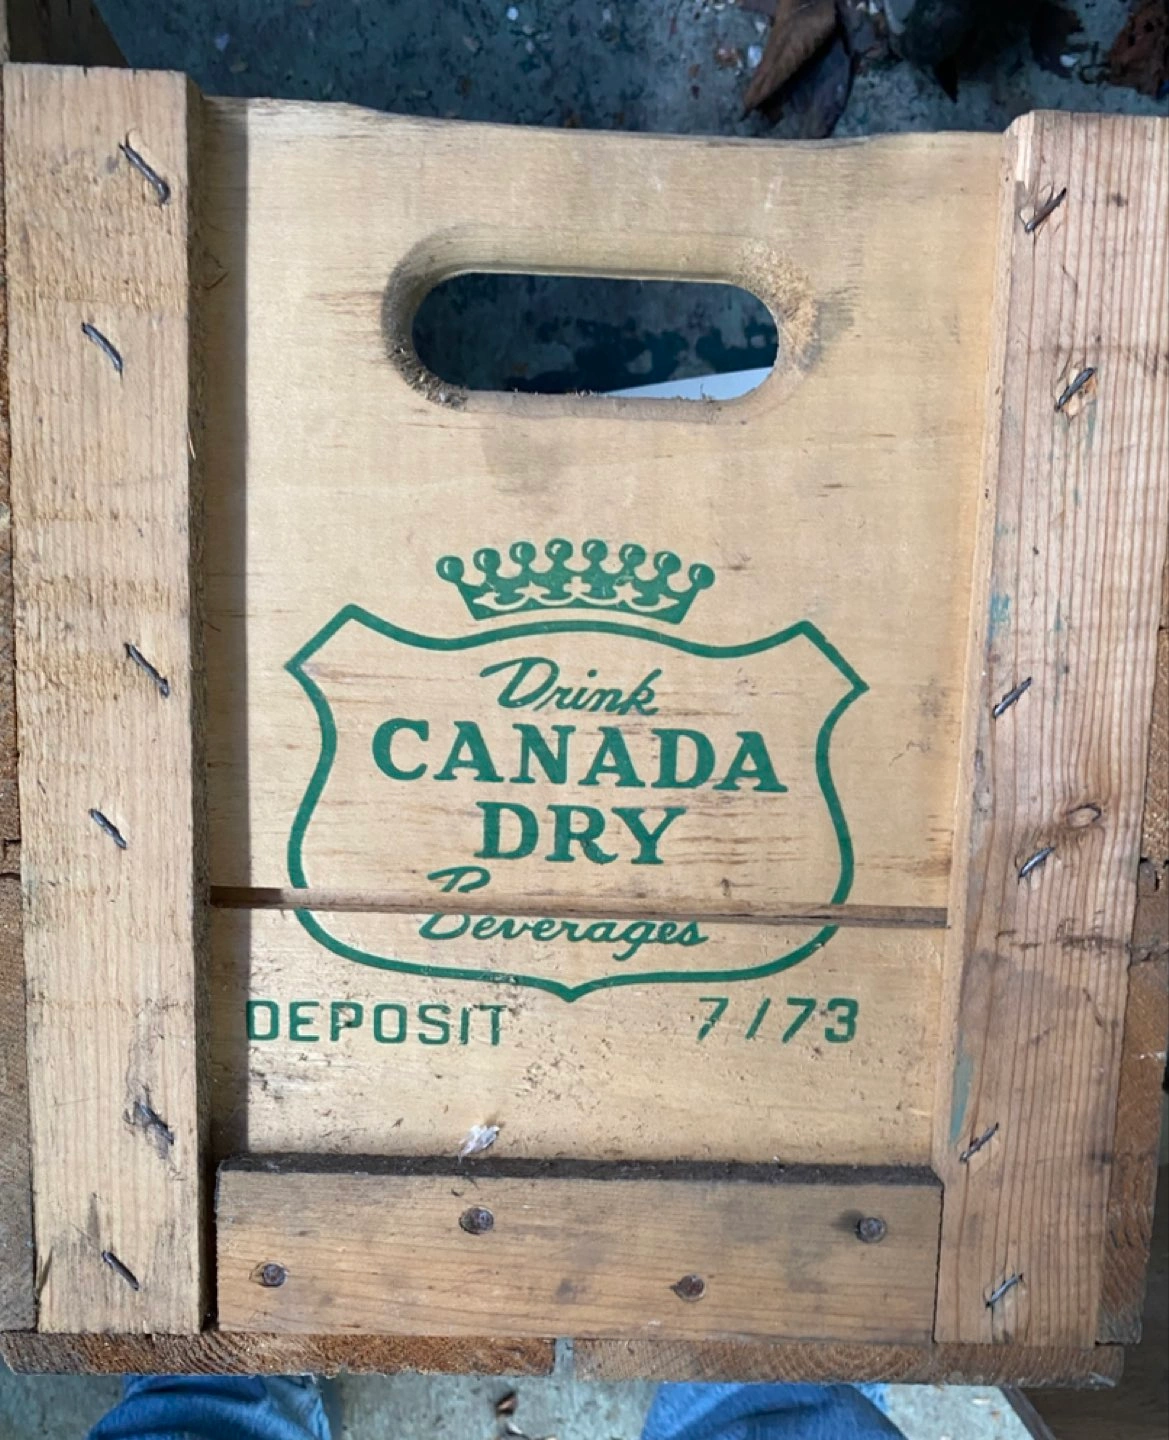 Drink
CANADA
DRY
Beverages
DEPOSIT 7/73